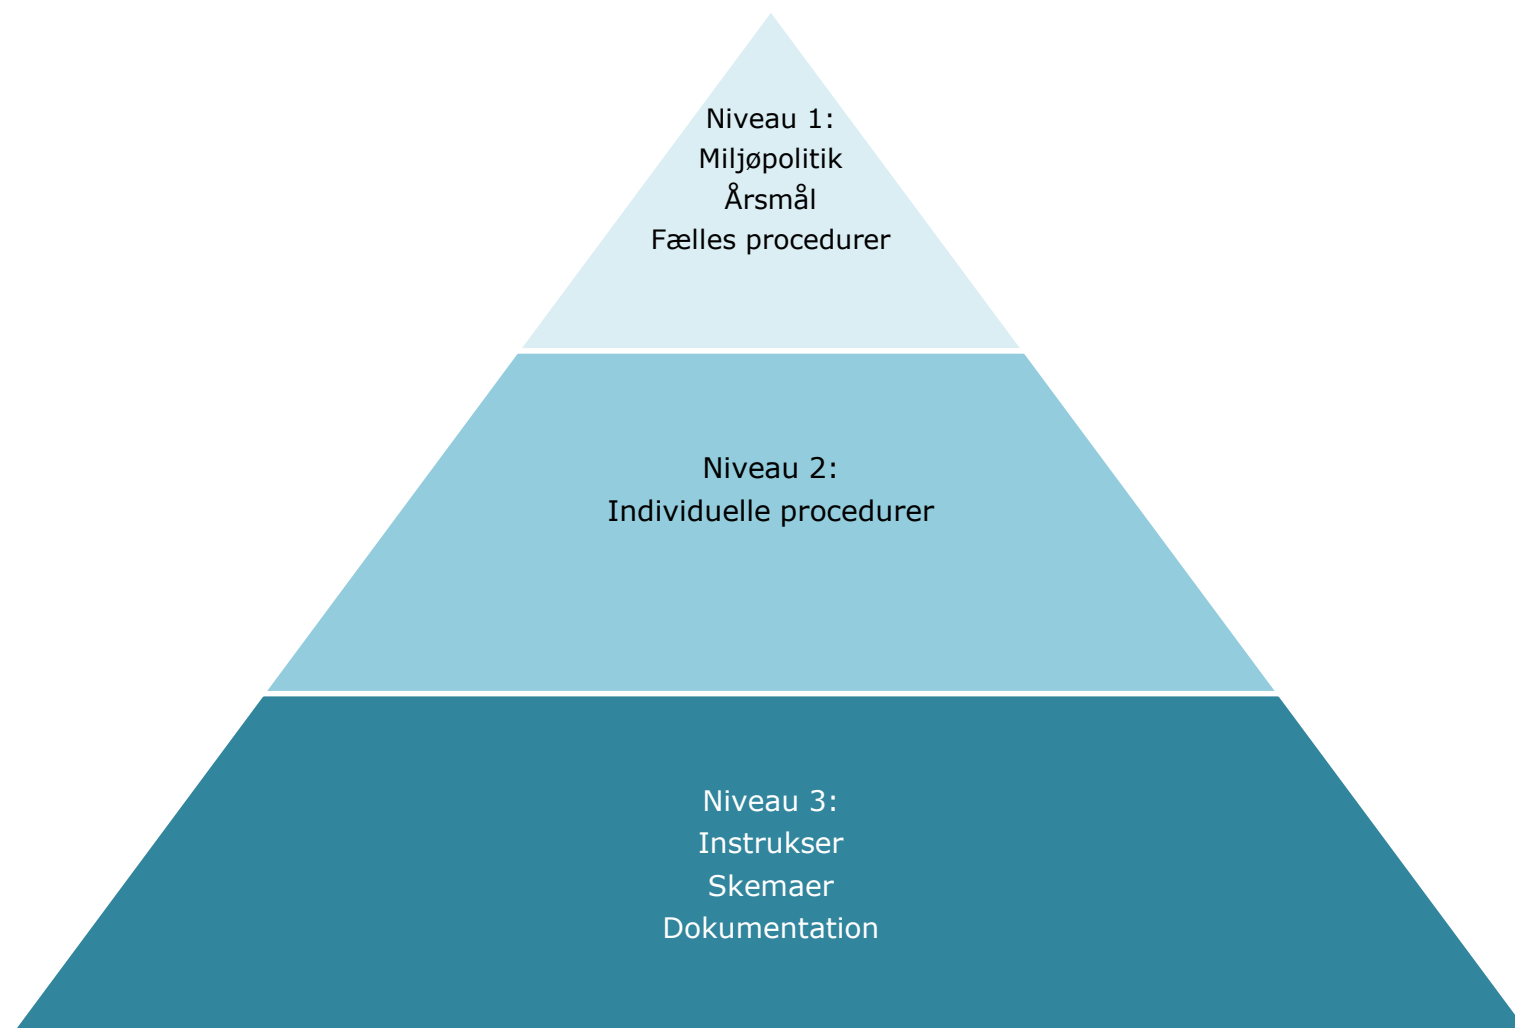 Niveau 1:
Miljøpolitik
Årsmål
Fælles procedurer
Niveau 2:
Individuelle procedurer
Niveau 3:
Instrukser
Skemaer
Dokumentation